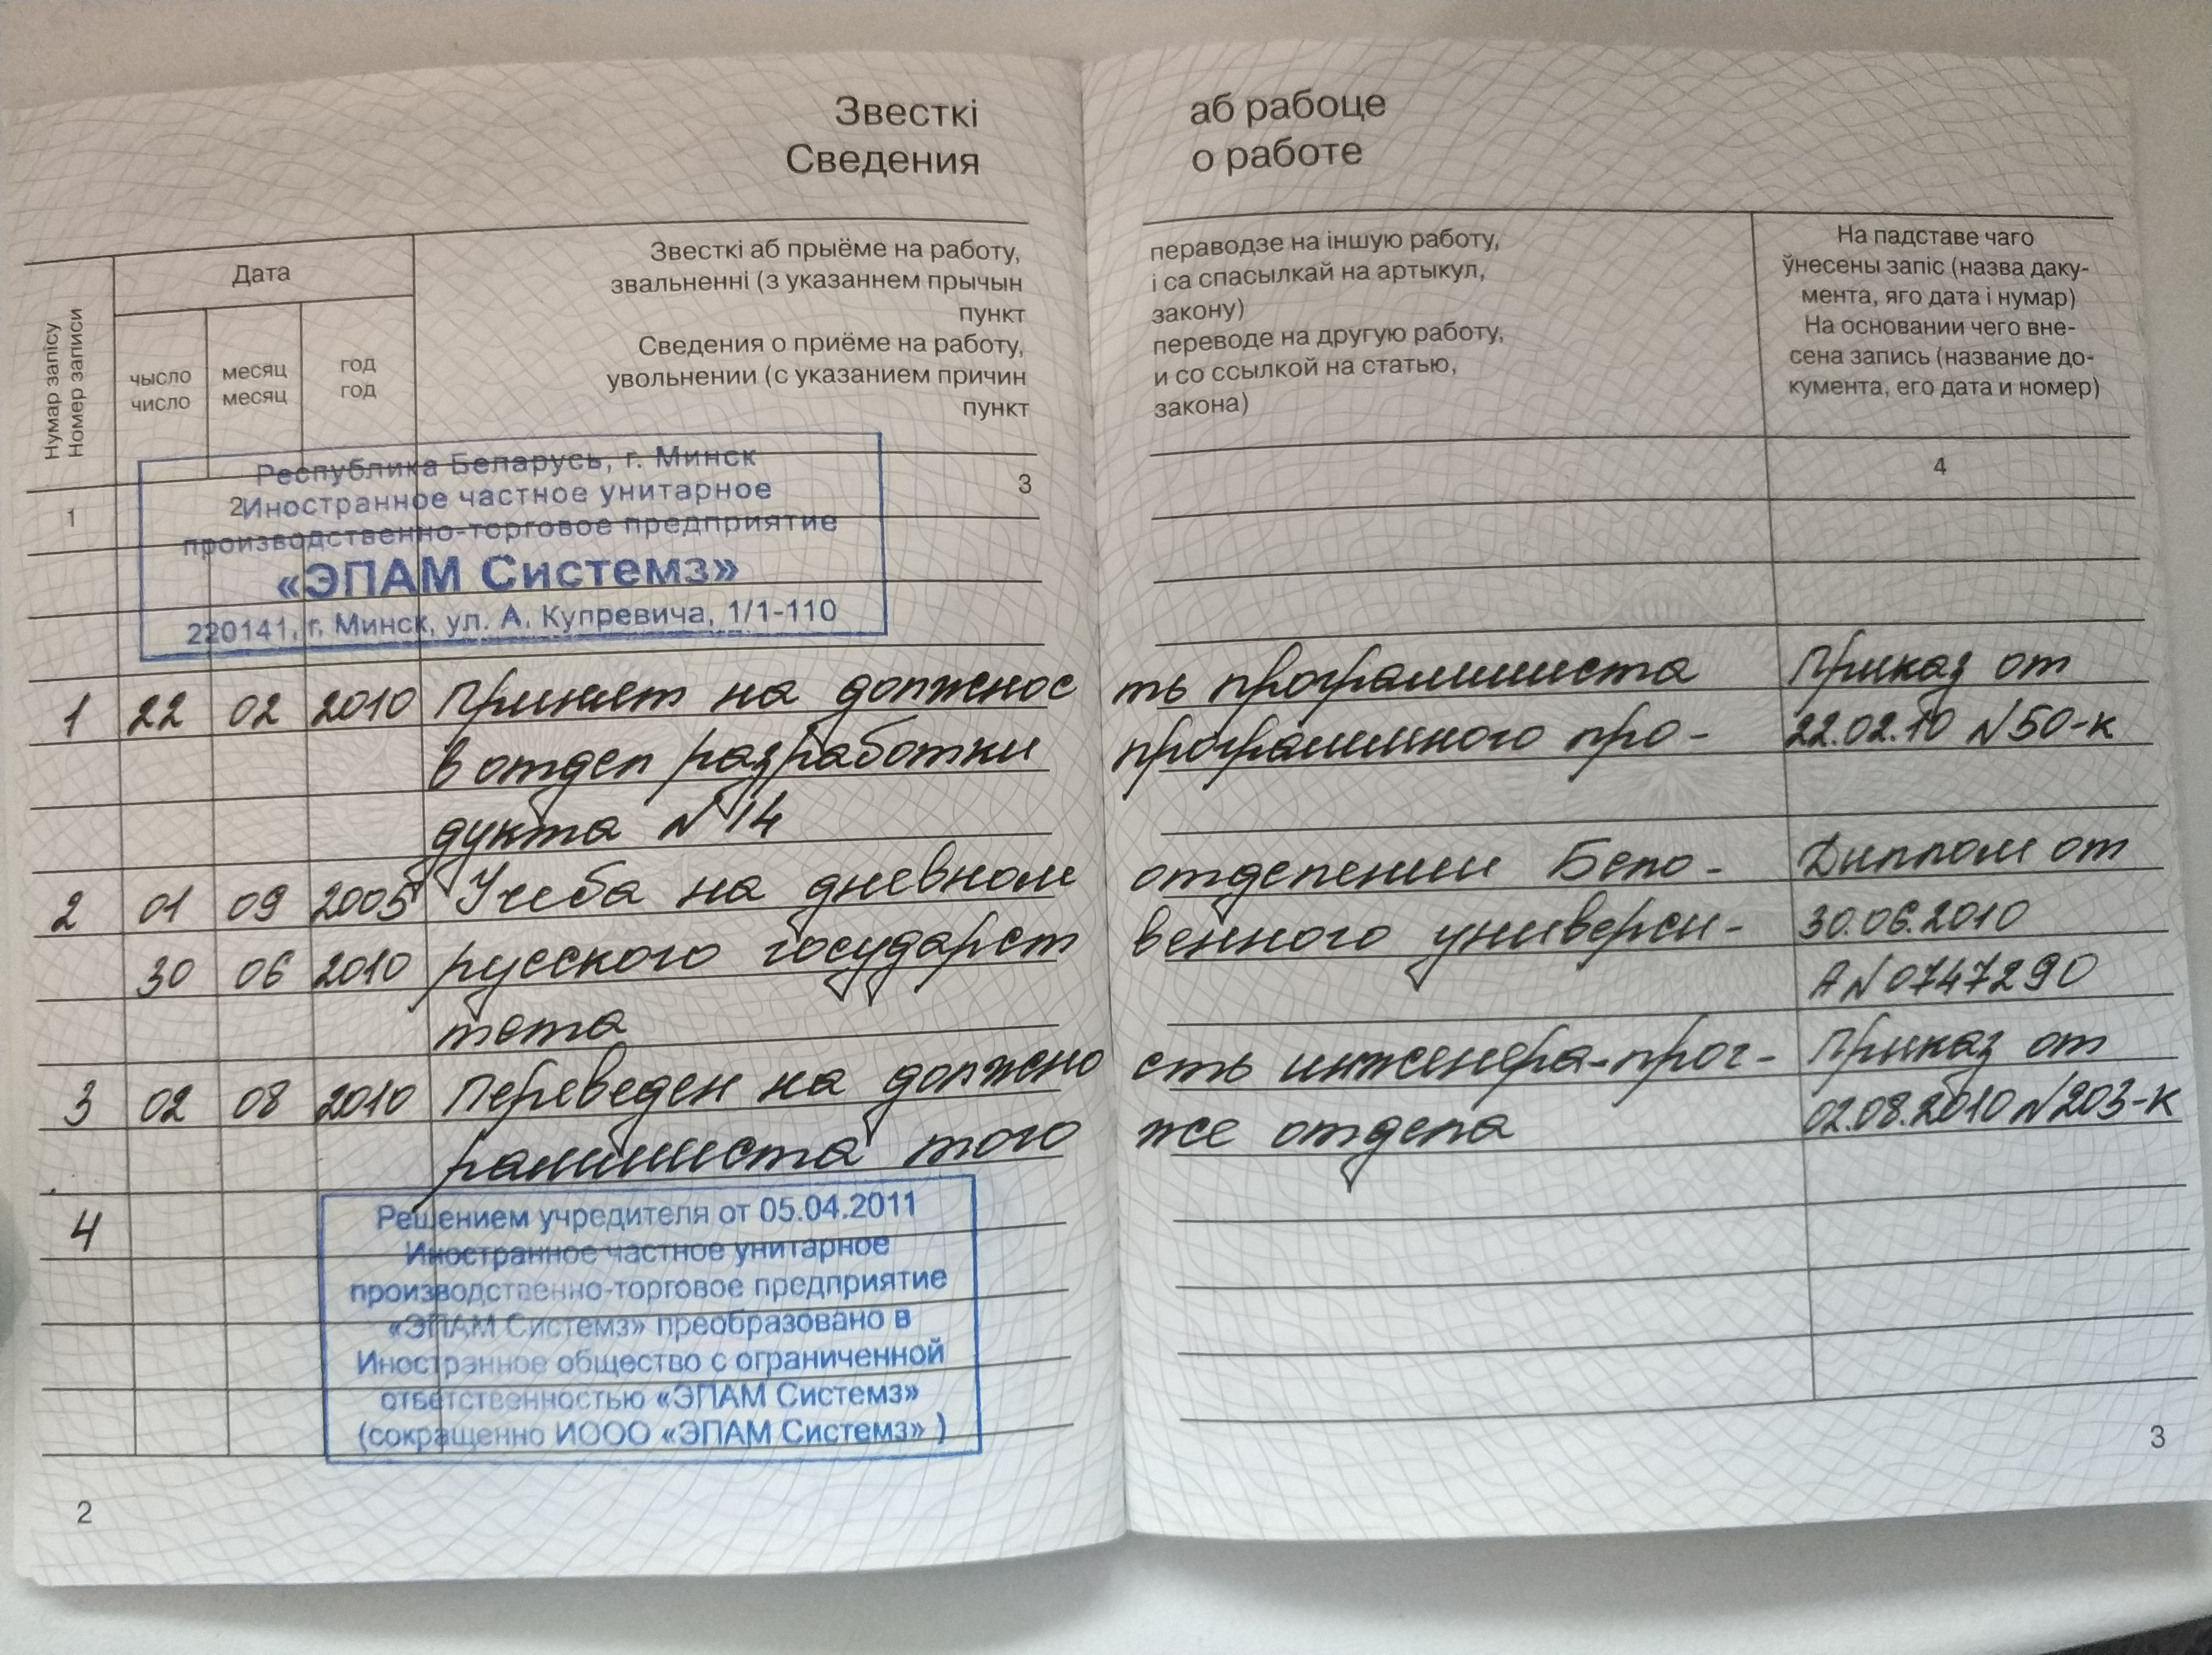 Звесткі
Сведения
аб рабоце
о работе
Нумар запісу
Номер записи
Дата
чысло
число
месяц
месяц
год
год
Звесткі аб прыёме на работу,
звальненні (з указаннем прычын
пункт
Сведения о приёме на работу,
увольнении (с указанием причин
пункт
пераводзе на іншую работу,
і са спасылкай на артыкул,
закону)
переводе на другую работу,
и со ссылкой на статью,
закона)
На падставе чаго
ўнесены запіс (назва даку-
мента, яго дата і нумар)
На основании чего вне-
сена запись (название до-
кумента, его дата и номер)
1
2
3
4
Республика Беларусь, г. Минск
Иностранное частное унитарное
производственно-торговое предприятие
«ЭПАМ Системз»
220141, г. Минск, ул. А. Купревича, 1/1-110
1 22 02 2010 Принят на должнос ть программиста Приказ от
в отдел разработки программного про- 22.02.10 №50-к
дукта №14
2 01 09 2005 Учеба на дневном отделении Бело- Диплом от
30 06 2010 русского государст венного универси- 30.06.2010
тета А №0747290
3 02 08 2010 Переведен на должно сть инженера-прог- Приказ от
раммиста того же отдела 02.08.2010 №203-к
4
Решением учредителя от 05.04.2011
Иностранное частное унитарное
производственно-торговое предприятие
«ЭПАМ Системз» преобразовано в
Иностранное общество с ограниченной
ответственностью «ЭПАМ Системз»
(сокращенно ИООО «ЭПАМ Системз» )
2
3